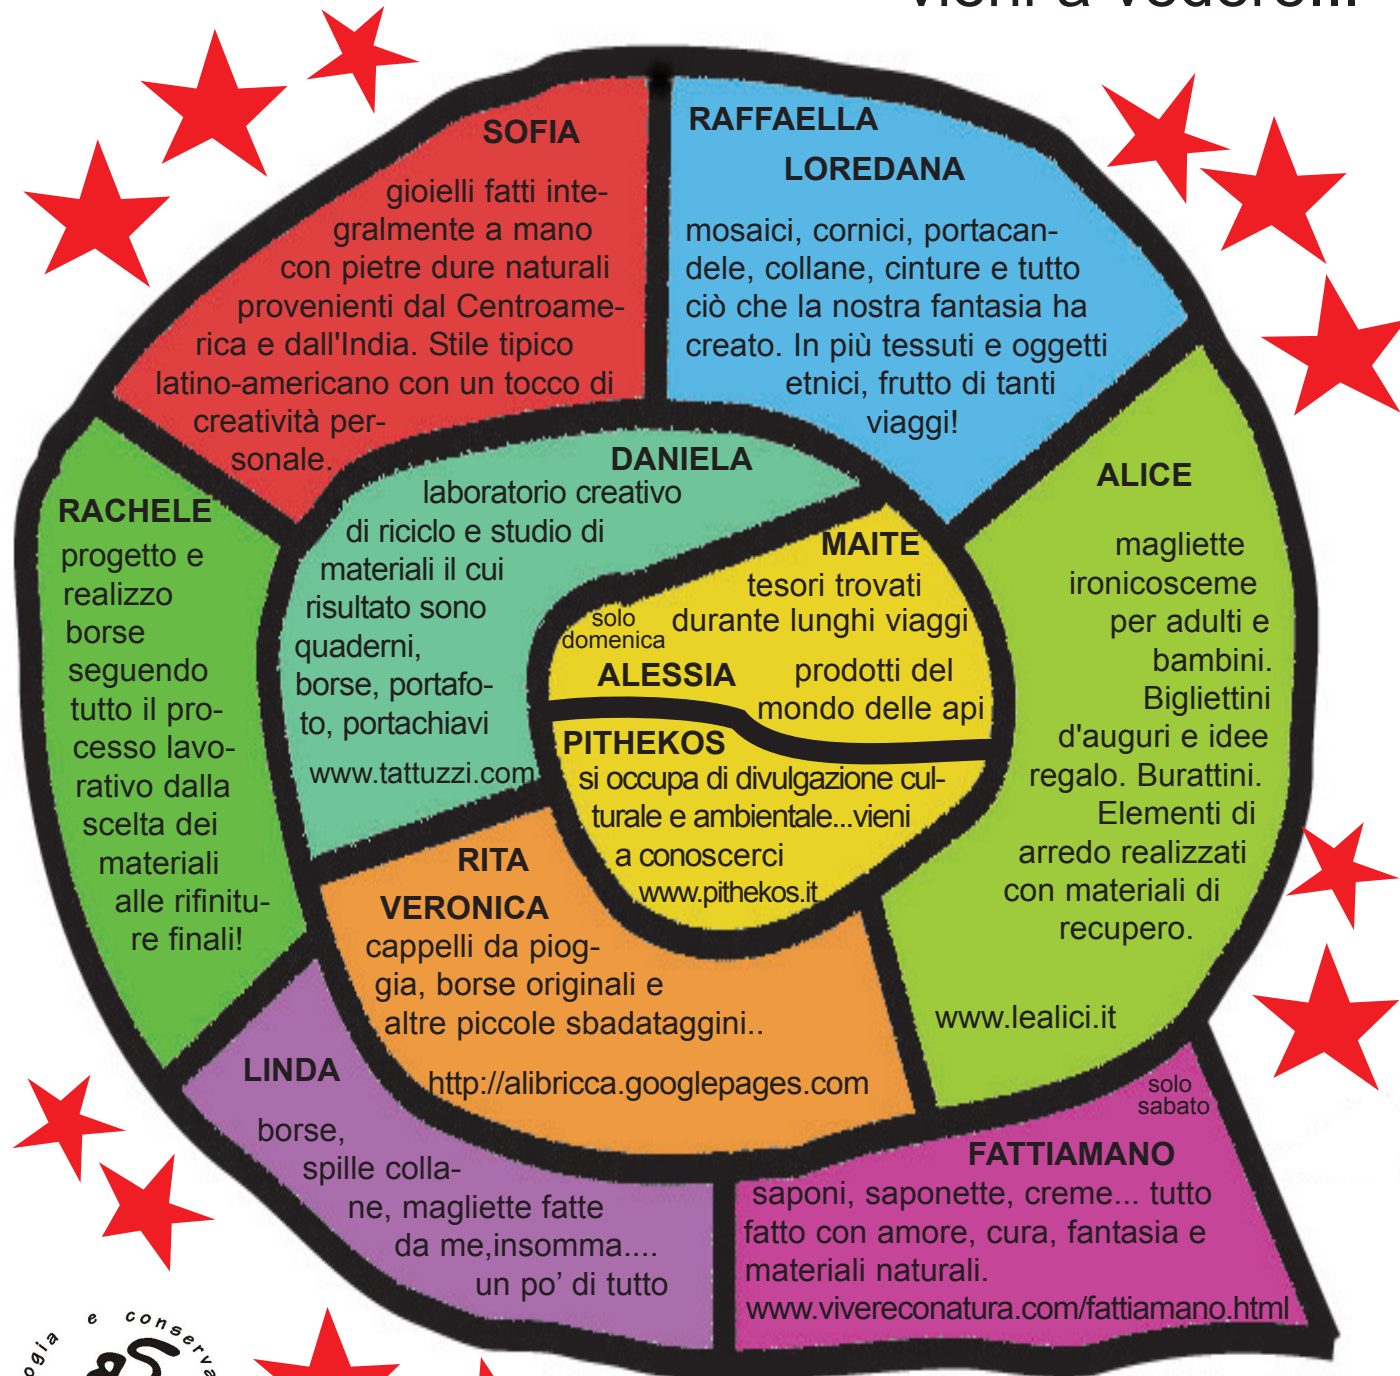 vieni a vedere...
SOFIA
gioielli fatti inte-
gralmente a mano
con pietre dure naturali
provenienti dal Centroame-
rica e dall'India. Stile tipico
latino-americano con un tocco di
creatività per-
sonale.
RAFFAELLA
LOREDANA
mosaici, cornici, portacan-
dele, collane, cinture e tutto
ciò che la nostra fantasia ha
creato. In più tessuti e oggetti
etnici, frutto di tanti
viaggi!
RACHELE
progetto e
realizzo
borse
seguendo
tutto il pro-
cesso lavo-
rativo dalla
scelta dei
materiali
alle rifinitu-
re finali!
DANIELA
laboratorio creativo
di riciclo e studio di
materiali il cui
risultato sono
quaderni,
borse, portafo-
to, portachiavi
www.tattuzzi.com
MAITE
tesori trovati
durante lunghi viaggi
solo
domenica
ALESSIA
prodotti del
mondo delle api
PITHEKOS
si occupa di divulgazione cul-
turale e ambientale...vieni
a conoscerci
www.pithekos.it
ALICE
magliette
ironicosceme
per adulti e
bambini.
Bigliettini
d'auguri e idee
regalo. Burattini.
Elementi di
arredo realizzati
con materiali di
recupero.
www.lealici.it
RITA
VERONICA
cappelli da piog-
gia, borse originali e
altre piccole sbadataggini..
http://alibricca.googlepages.com
LINDA
borse,
spille colla-
ne, magliette fatte
da me,insomma....
un po’ di tutto
solo
sabato
FATTIAMANO
saponi, saponette, creme... tutto
fatto con amore, cura, fantasia e
materiali naturali.
www.vivereconatura.com/fattiamano.html
e